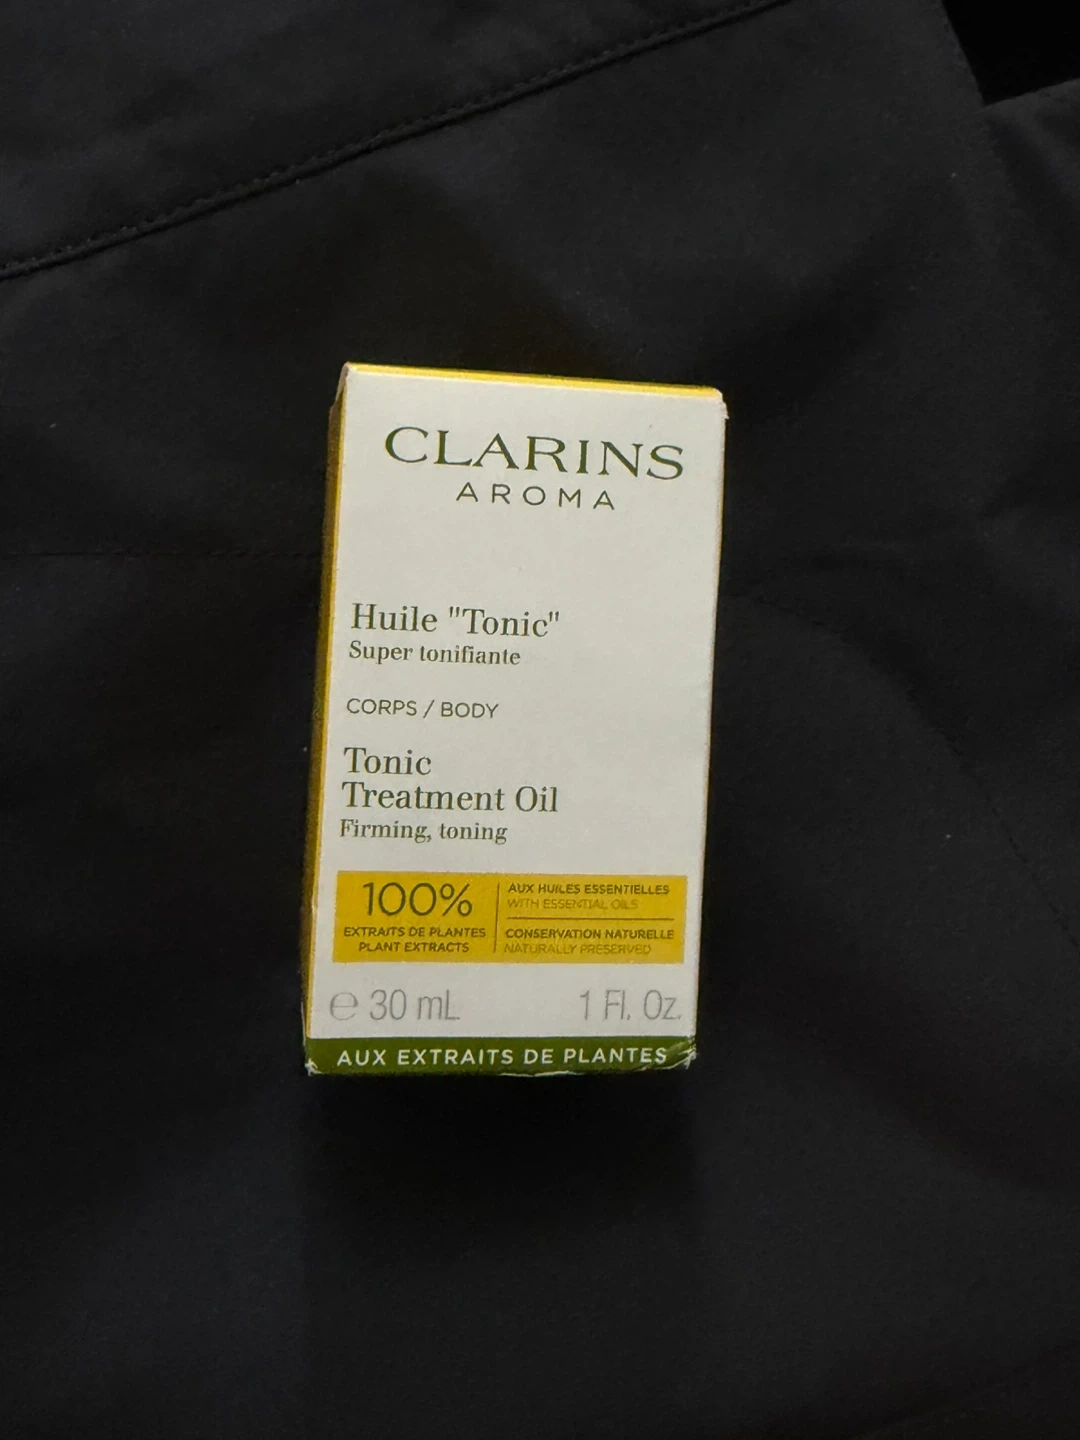 CLARINS
AROMA
Huile "Tonic"
Super tonifiante
CORPS / BODY
Tonic
Treatment Oil
Firming, toning
100%
EXTRAITS DE PLANTES
PLANT EXTRACTS
AUX HUILES ESSENTIELLES
WITH ESSENTIAL OILS
CONSERVATION NATURELLE
NATURALLY PRESERVED
℮ 30 mL
1 Fl. Oz.
AUX EXTRAITS DE PLANTES